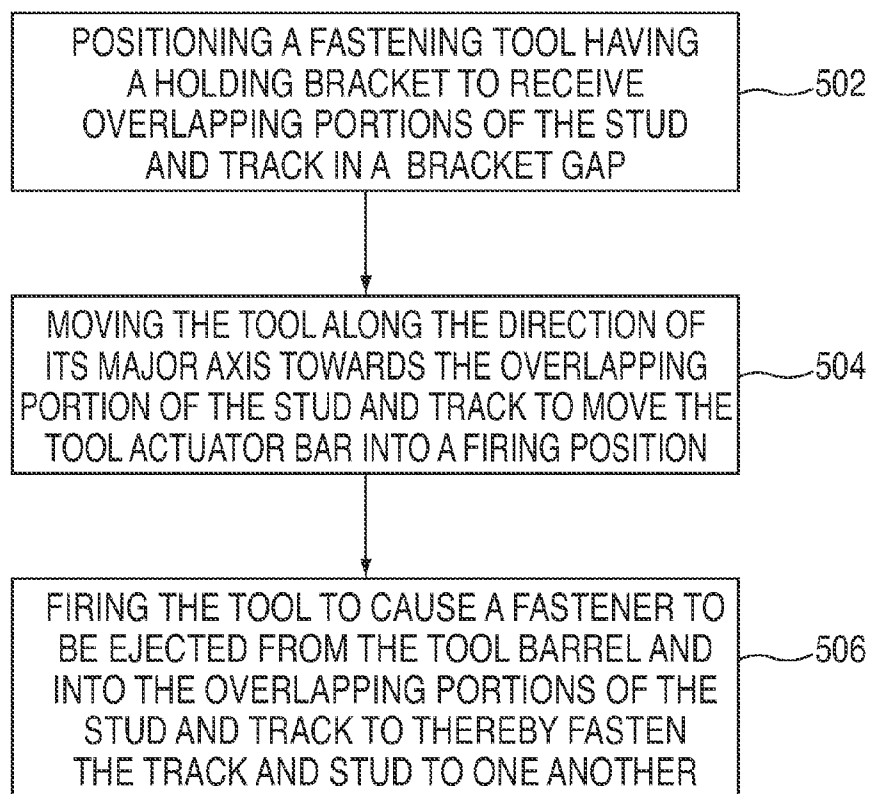 POSITIONING A FASTENING TOOL HAVING
A HOLDING BRACKET TO RECEIVE
OVERLAPPING PORTIONS OF THE STUD
AND TRACK IN A BRACKET GAP
502
MOVING THE TOOL ALONG THE DIRECTION OF
ITS MAJOR AXIS TOWARDS THE OVERLAPPING
PORTION OF THE STUD AND TRACK TO MOVE THE
TOOL ACTUATOR BAR INTO A FIRING POSITION
504
FIRING THE TOOL TO CAUSE A FASTENER TO
BE EJECTED FROM THE TOOL BARREL AND
INTO THE OVERLAPPING PORTIONS OF THE
STUD AND TRACK TO THEREBY FASTEN
THE TRACK AND STUD TO ONE ANOTHER
506